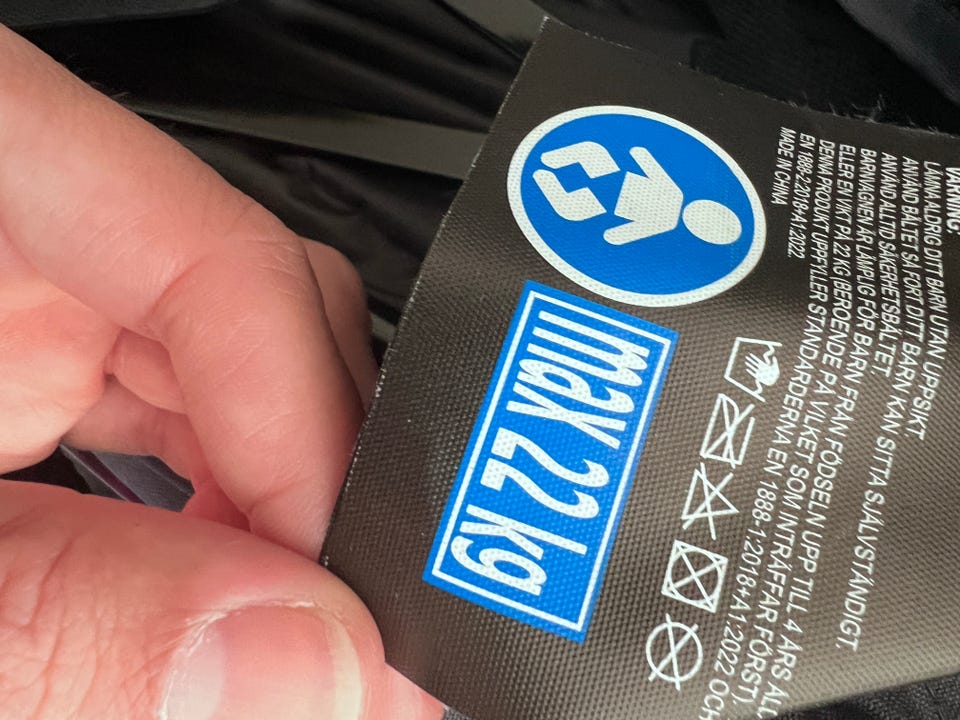 VARNING
LÄMNA ALDRIG DITT BARN UTAN UPPSIKT.
ANVÄND BÄLTET SÅ FORT DITT BARN KAN SITTA SJÄLVSTÄNDIGT.
ANVÄND ALLTID SÄKERHETSBÄLTET.
BARNVAGNEN ÄR LÄMPLIG FÖR BARN FRÅN FÖDSELN UPP TILL 4 ÅRS
ELLER EN VIKT PÅ 22 KG (BEROENDE PÅ VILKET SOM INTRÄFFAR FÖRST).
DENNA PRODUKT UPPFYLLER STANDARDERNA EN 1888-1:2018+A1:2022 OCH
EN 1888-2:2018+A1:2022
MADE IN CHINA
max 22 kg